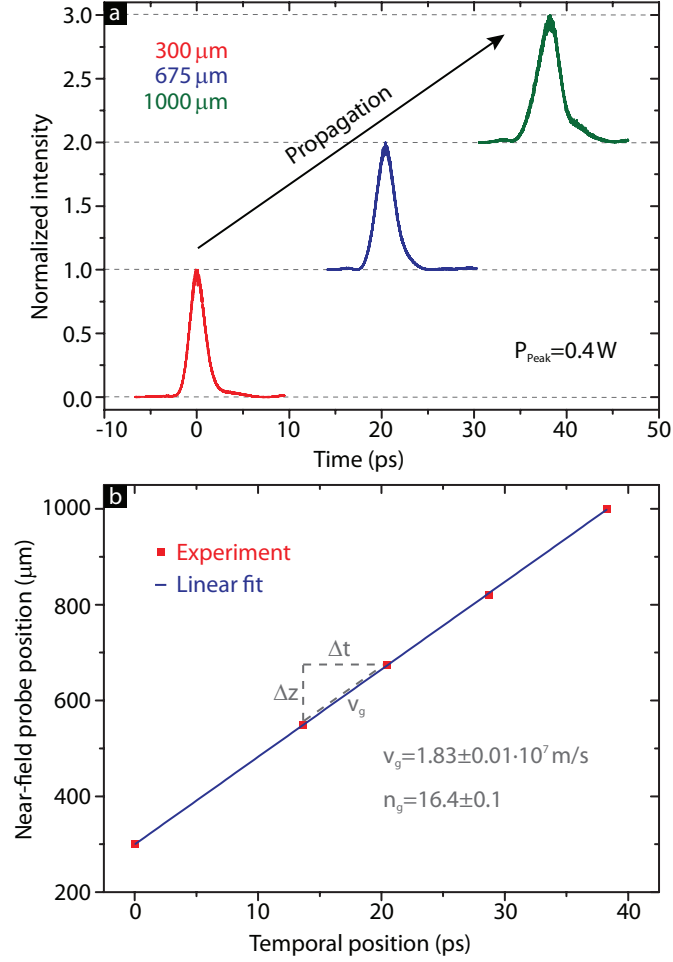 a
300 μm
675 μm
1000 μm
Propagation
P_Peak=0.4 W
Normalized intensity
3.0
2.5
2.0
1.5
1.0
0.5
0.0
-10 0 10 20 30 40 50
Time (ps)
b
Experiment
Linear fit
Δt
Δz
v_g
v_g=1.83±0.01·10⁷ m/s
n_g=16.4±0.1
Near-field probe position (μm)
1000
800
600
400
200
0 10 20 30 40
Temporal position (ps)